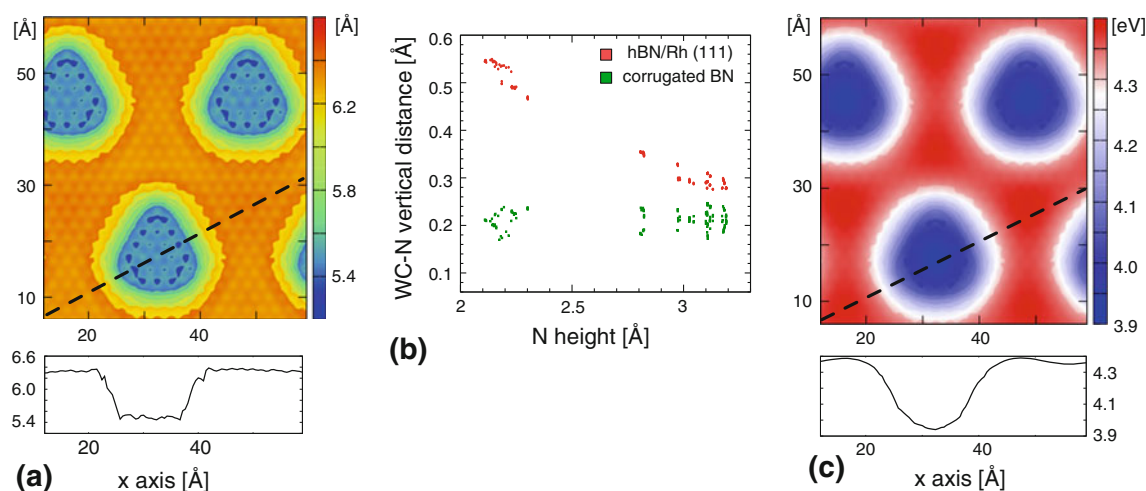 [Å]
50
30
10
20
40
[Å]
6.2
5.8
5.4
6.6
6.0
5.4
20
40
x axis [Å]
(a)
WC-N vertical distance [Å]
0.6
0.5
0.4
0.3
0.2
0.1
2
2.5
3
N height [Å]
hBN/Rh (111)
corrugated BN
(b)
[Å]
50
30
10
20
40
[eV]
4.3
4.2
4.1
4.0
3.9
4.3
4.1
3.9
20
40
x axis [Å]
(c)